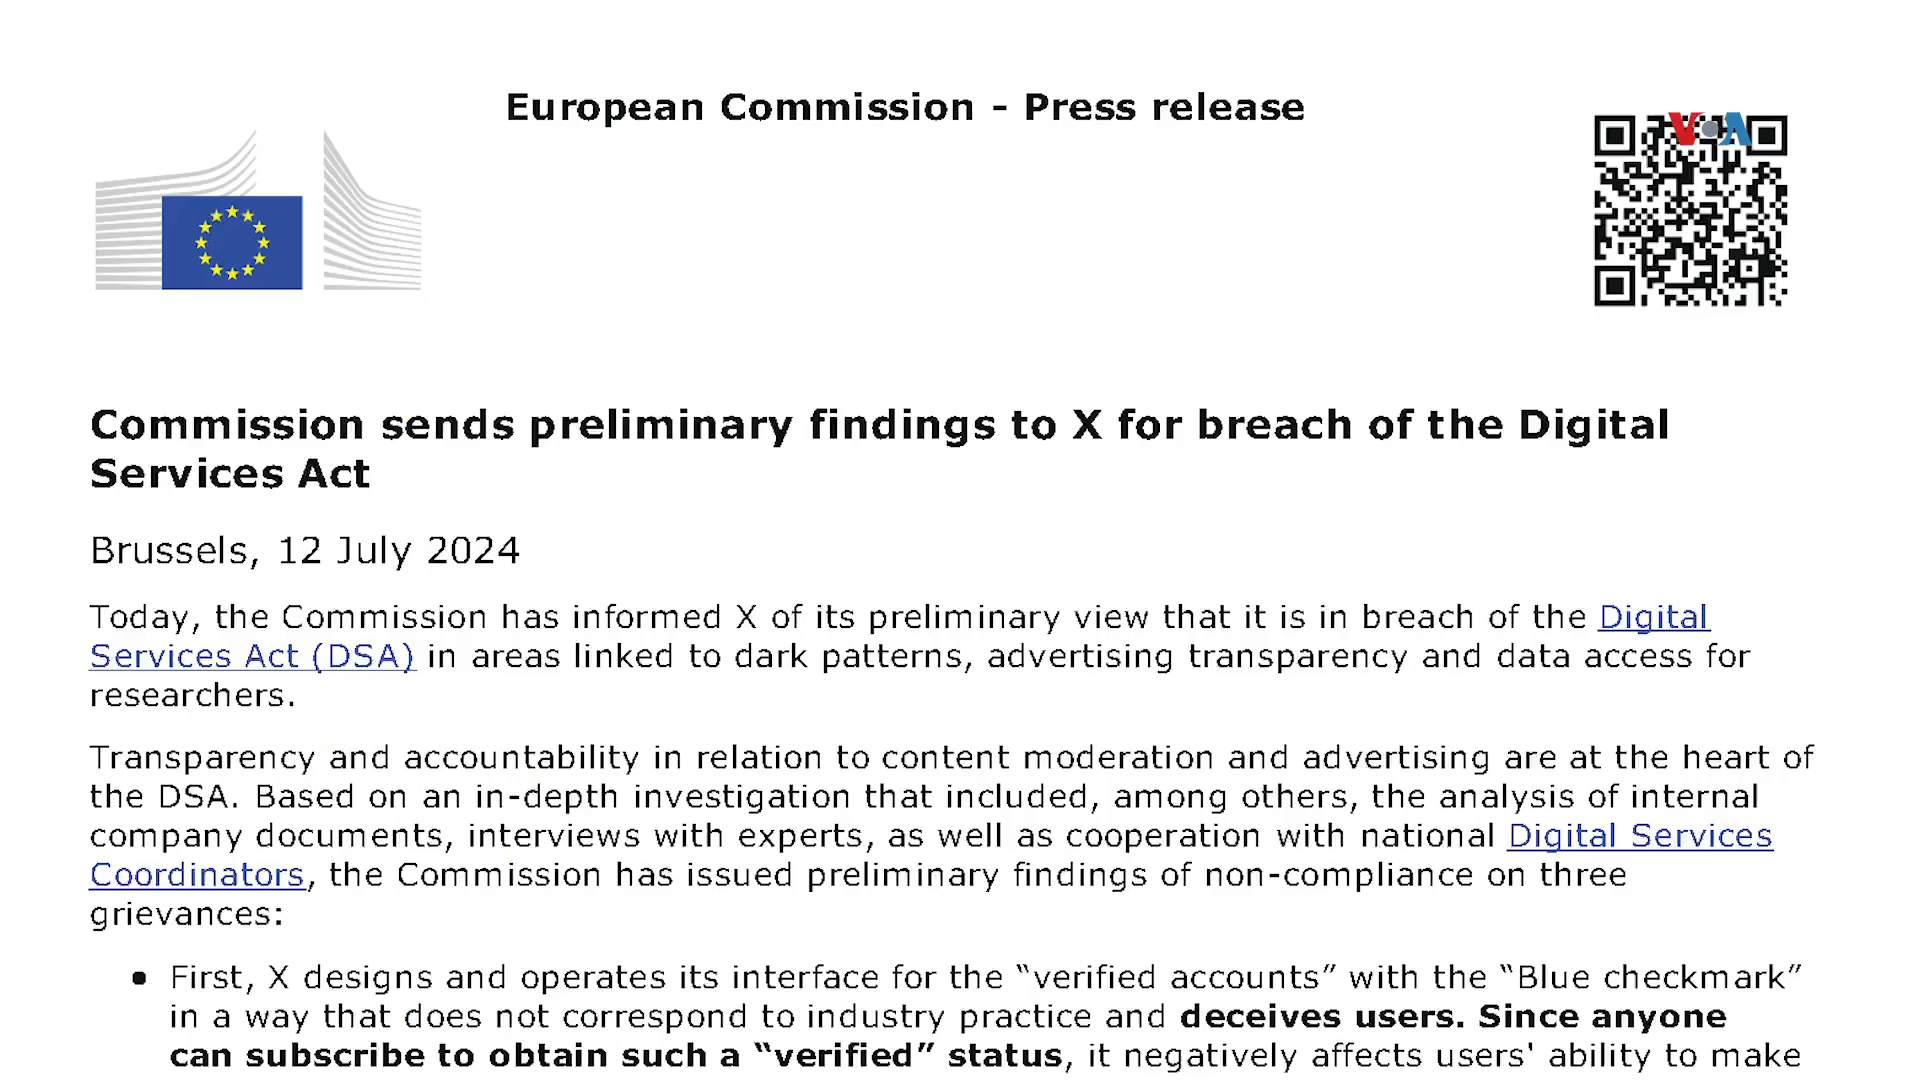 European Commission - Press release
VOA
Commission sends preliminary findings to X for breach of the Digital
Services Act
Brussels, 12 July 2024
Today, the Commission has informed X of its preliminary view that it is in breach of the Digital
Services Act (DSA) in areas linked to dark patterns, advertising transparency and data access for
researchers.
Transparency and accountability in relation to content moderation and advertising are at the heart of
the DSA. Based on an in-depth investigation that included, among others, the analysis of internal
company documents, interviews with experts, as well as cooperation with national Digital Services
Coordinators, the Commission has issued preliminary findings of non-compliance on three
grievances:
• First, X designs and operates its interface for the “verified accounts” with the “Blue checkmark”
in a way that does not correspond to industry practice and deceives users. Since anyone
can subscribe to obtain such a “verified” status, it negatively affects users' ability to make